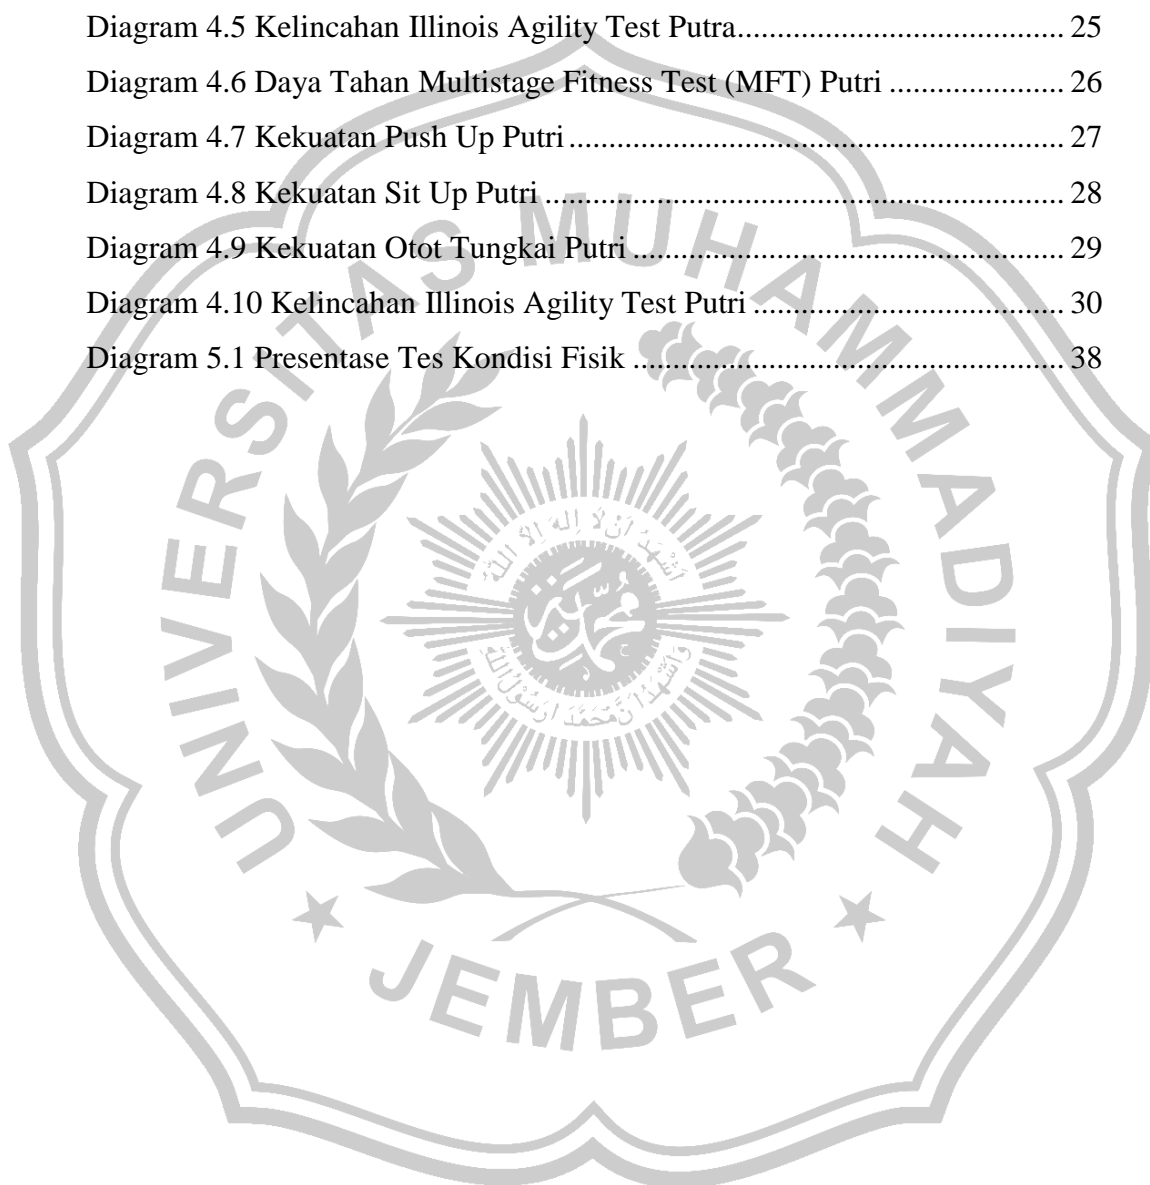 Diagram 4.5 Kelincahan Illinois Agility Test Putra.................................. 25
Diagram 4.6 Daya Tahan Multistage Fitness Test (MFT) Putri ................... 26
Diagram 4.7 Kekuatan Push Up Putri.................................................... 27
Diagram 4.8 Kekuatan Sit Up Putri ...................................................... 28
Diagram 4.9 Kekuatan Otot Tungkai Putri ............................................. 29
Diagram 4.10 Kelincahan Illinois Agility Test Putri ................................. 30
Diagram 5.1 Presentase Tes Kondisi Fisik ............................................. 38
UNIVERSITAS MUHAMMADIYAH
JEMBER